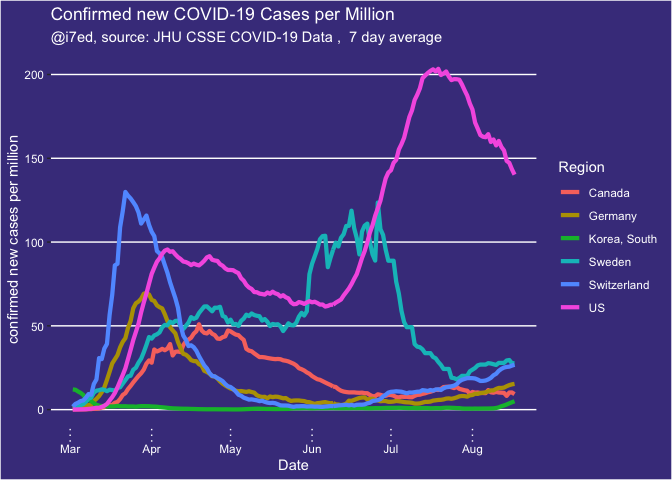 Confirmed new COVID-19 Cases per Million
@i7ed, source: JHU CSSE COVID-19 Data , 7 day average
confirmed new cases per million
200
150
100
50
0
Mar Apr May Jun Jul Aug
Date
Region
Canada
Germany
Korea, South
Sweden
Switzerland
US